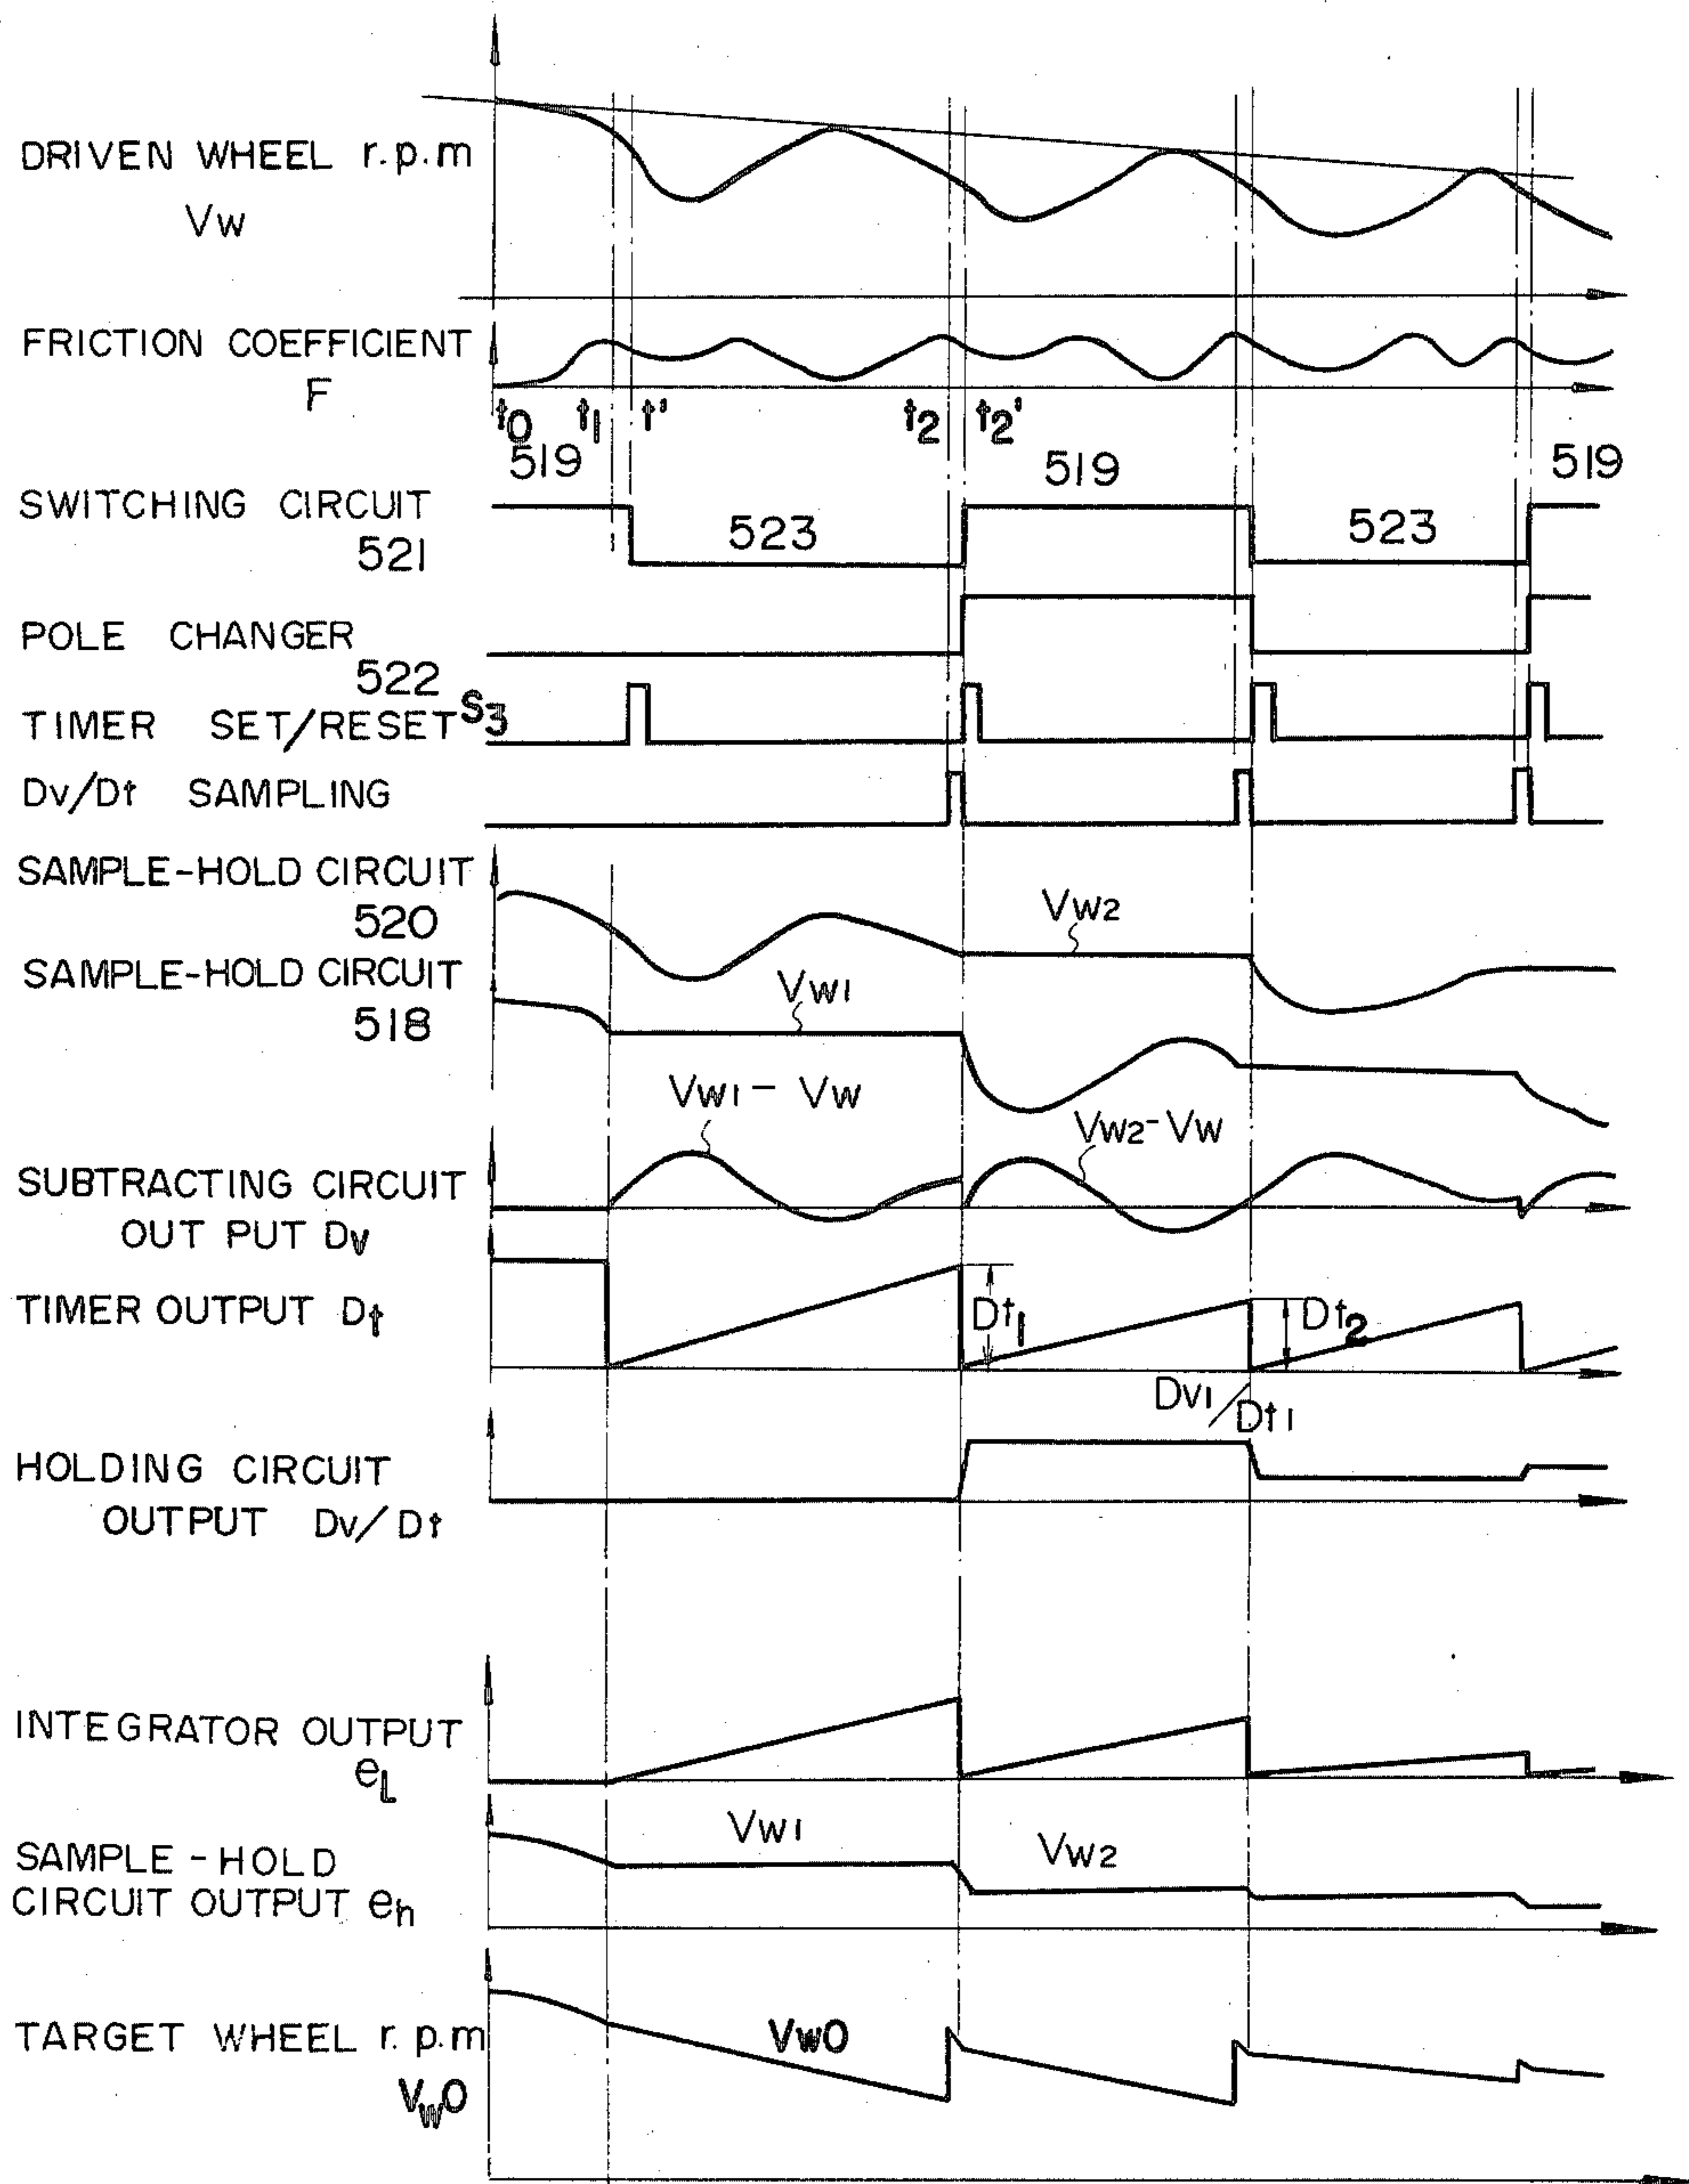 DRIVEN WHEEL r.p.m
Vw
FRICTION COEFFICIENT
F
t0 t1 t' t2 t2'
519 519 519
SWITCHING CIRCUIT
521
523 523
POLE CHANGER
522
TIMER SET/RESET S3
Dv/Dt SAMPLING
SAMPLE-HOLD CIRCUIT
520
Vw2
SAMPLE-HOLD CIRCUIT
518
Vw1
Vw1 - Vw
Vw2-Vw
SUBTRACTING CIRCUIT
OUT PUT Dv
TIMER OUTPUT Dt
Dt1 Dt2
Dv1/Dt1
HOLDING CIRCUIT
OUTPUT Dv/Dt
INTEGRATOR OUTPUT
eL
Vw1 Vw2
SAMPLE-HOLD
CIRCUIT OUTPUT eh
TARGET WHEEL r.p.m
Vw0
Vw0